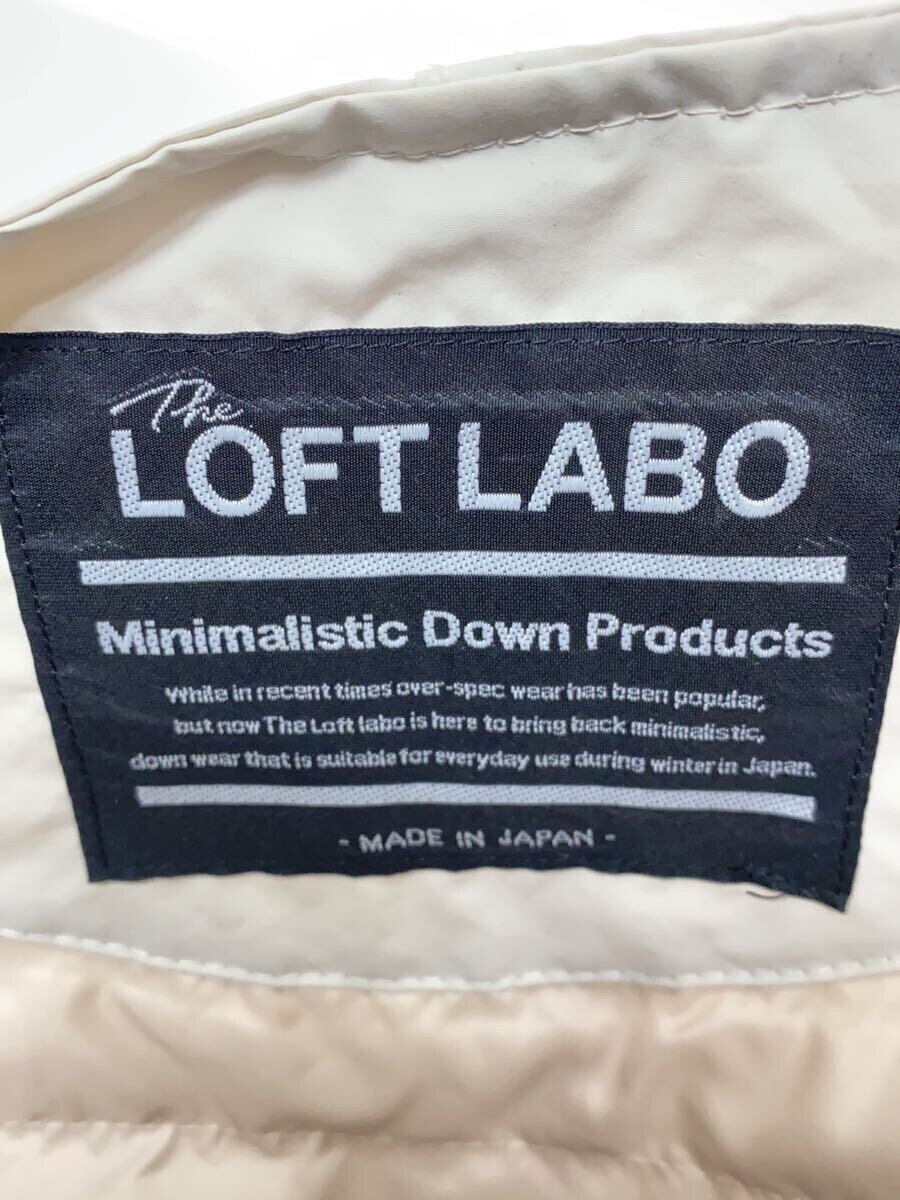 The
LOFT LABO
Minimalistic Down Products
While in recent times over-spec wear has been popular,
but now The Loft labo is here to bring back minimalistic,
down wear that is suitable for everyday use during winter in Japan.
- MADE IN JAPAN -